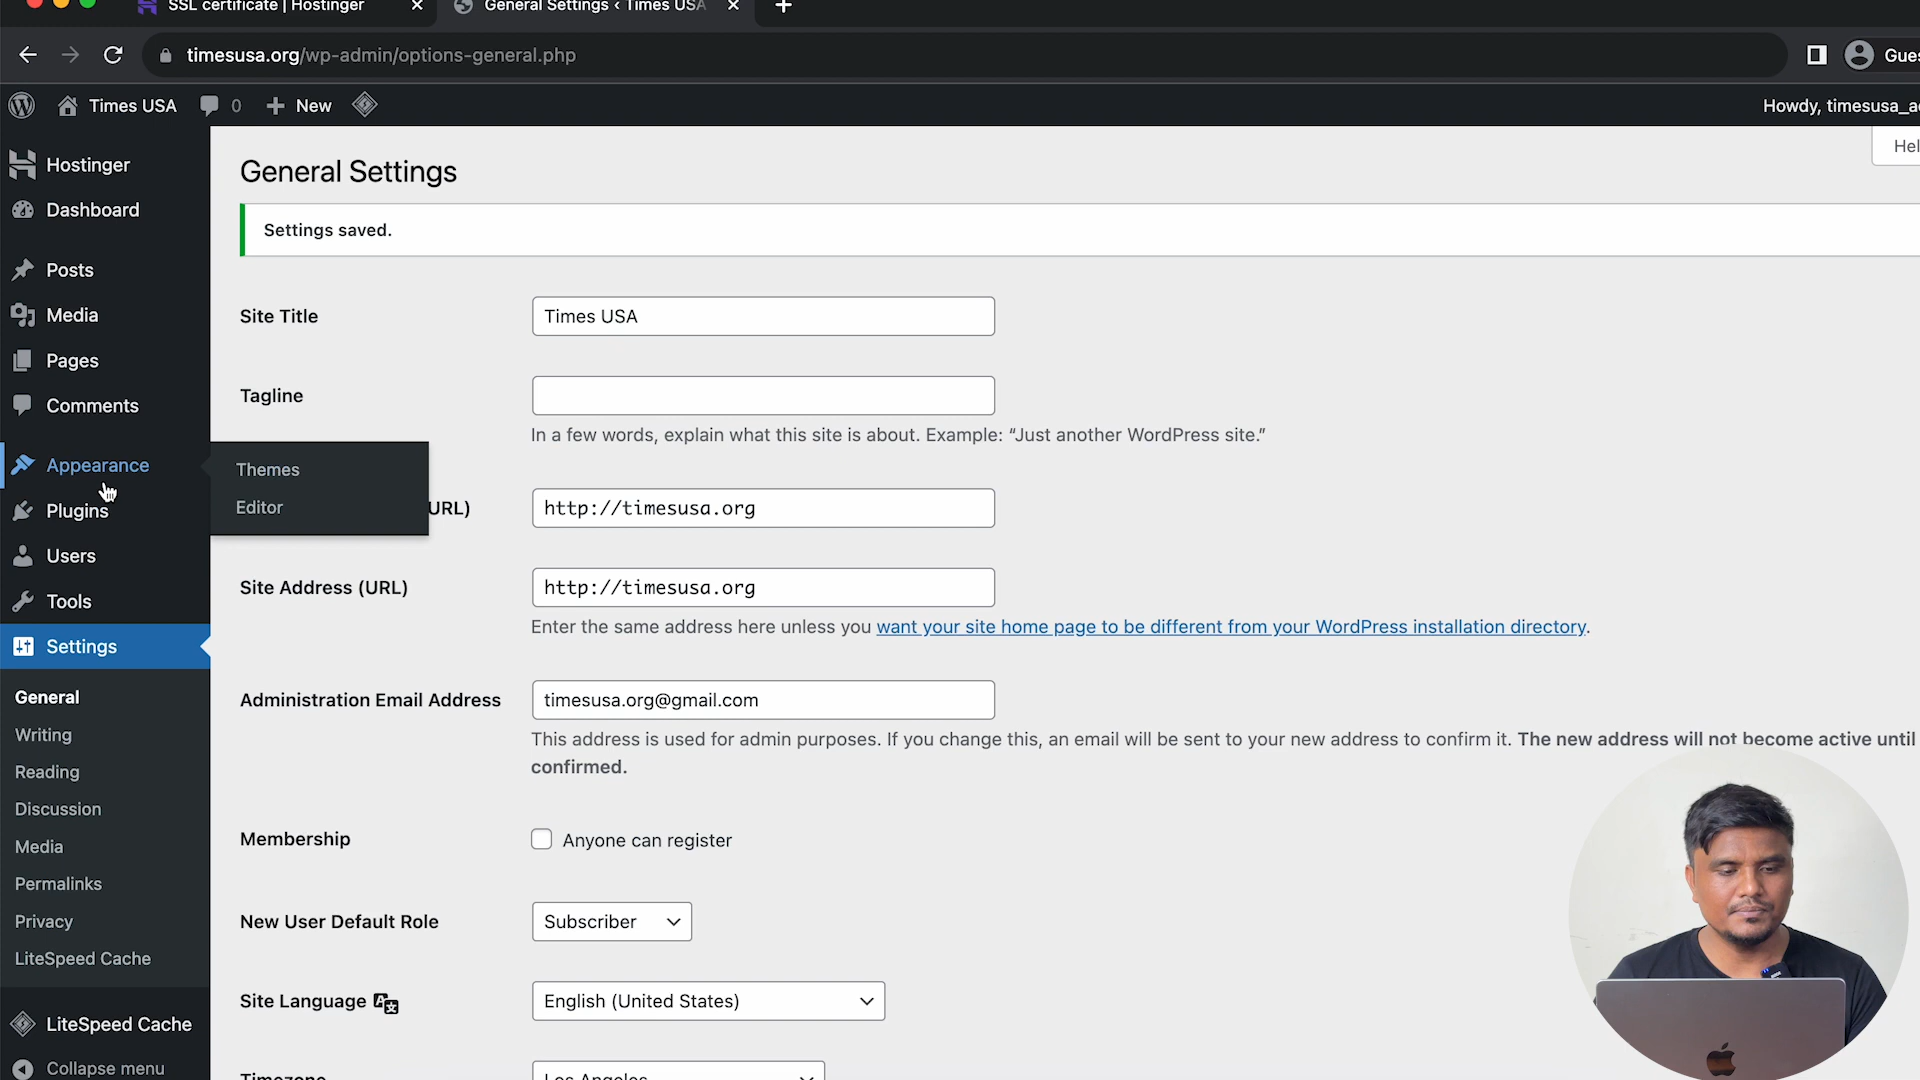 SSL certificate | Hostinger
General Settings ‹ Times USA
timesusa.org/wp-admin/options-general.php
Times USA
0
New
Howdy,
Hostinger
Dashboard
Posts
Media
Pages
Comments
Appearance
Plugins
Users
Tools
Settings
General
Writing
Reading
Discussion
Media
Permalinks
Privacy
LiteSpeed Cache
LiteSpeed Cache
Collapse menu
Themes
Editor
General Settings
Settings saved.
Site Title
Times USA
Tagline
In a few words, explain what this site is about. Example: “Just another WordPress site.”
URL)
http://timesusa.org
Site Address (URL)
http://timesusa.org
Enter the same address here unless you want your site home page to be different from your WordPress installation directory.
Administration Email Address
timesusa.org@gmail.com
This address is used for admin purposes. If you change this, an email will be sent to your new address to confirm it. The new address will not become active until
confirmed.
Membership
Anyone can register
New User Default Role
Subscriber
Site Language
English (United States)
Timezone
Los Angeles